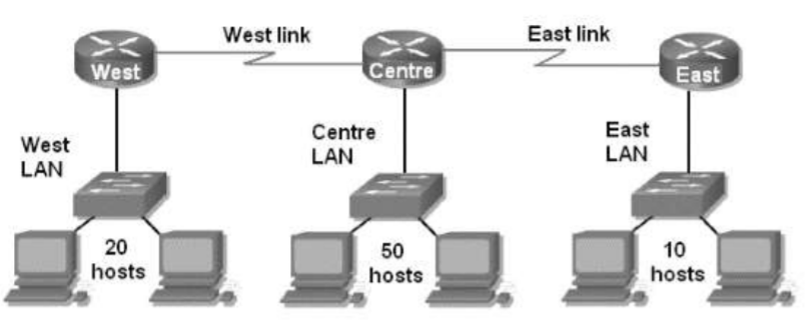 West link
East link
West
Centre
East
West
LAN
Centre
LAN
East
LAN
20
hosts
50
hosts
10
hosts